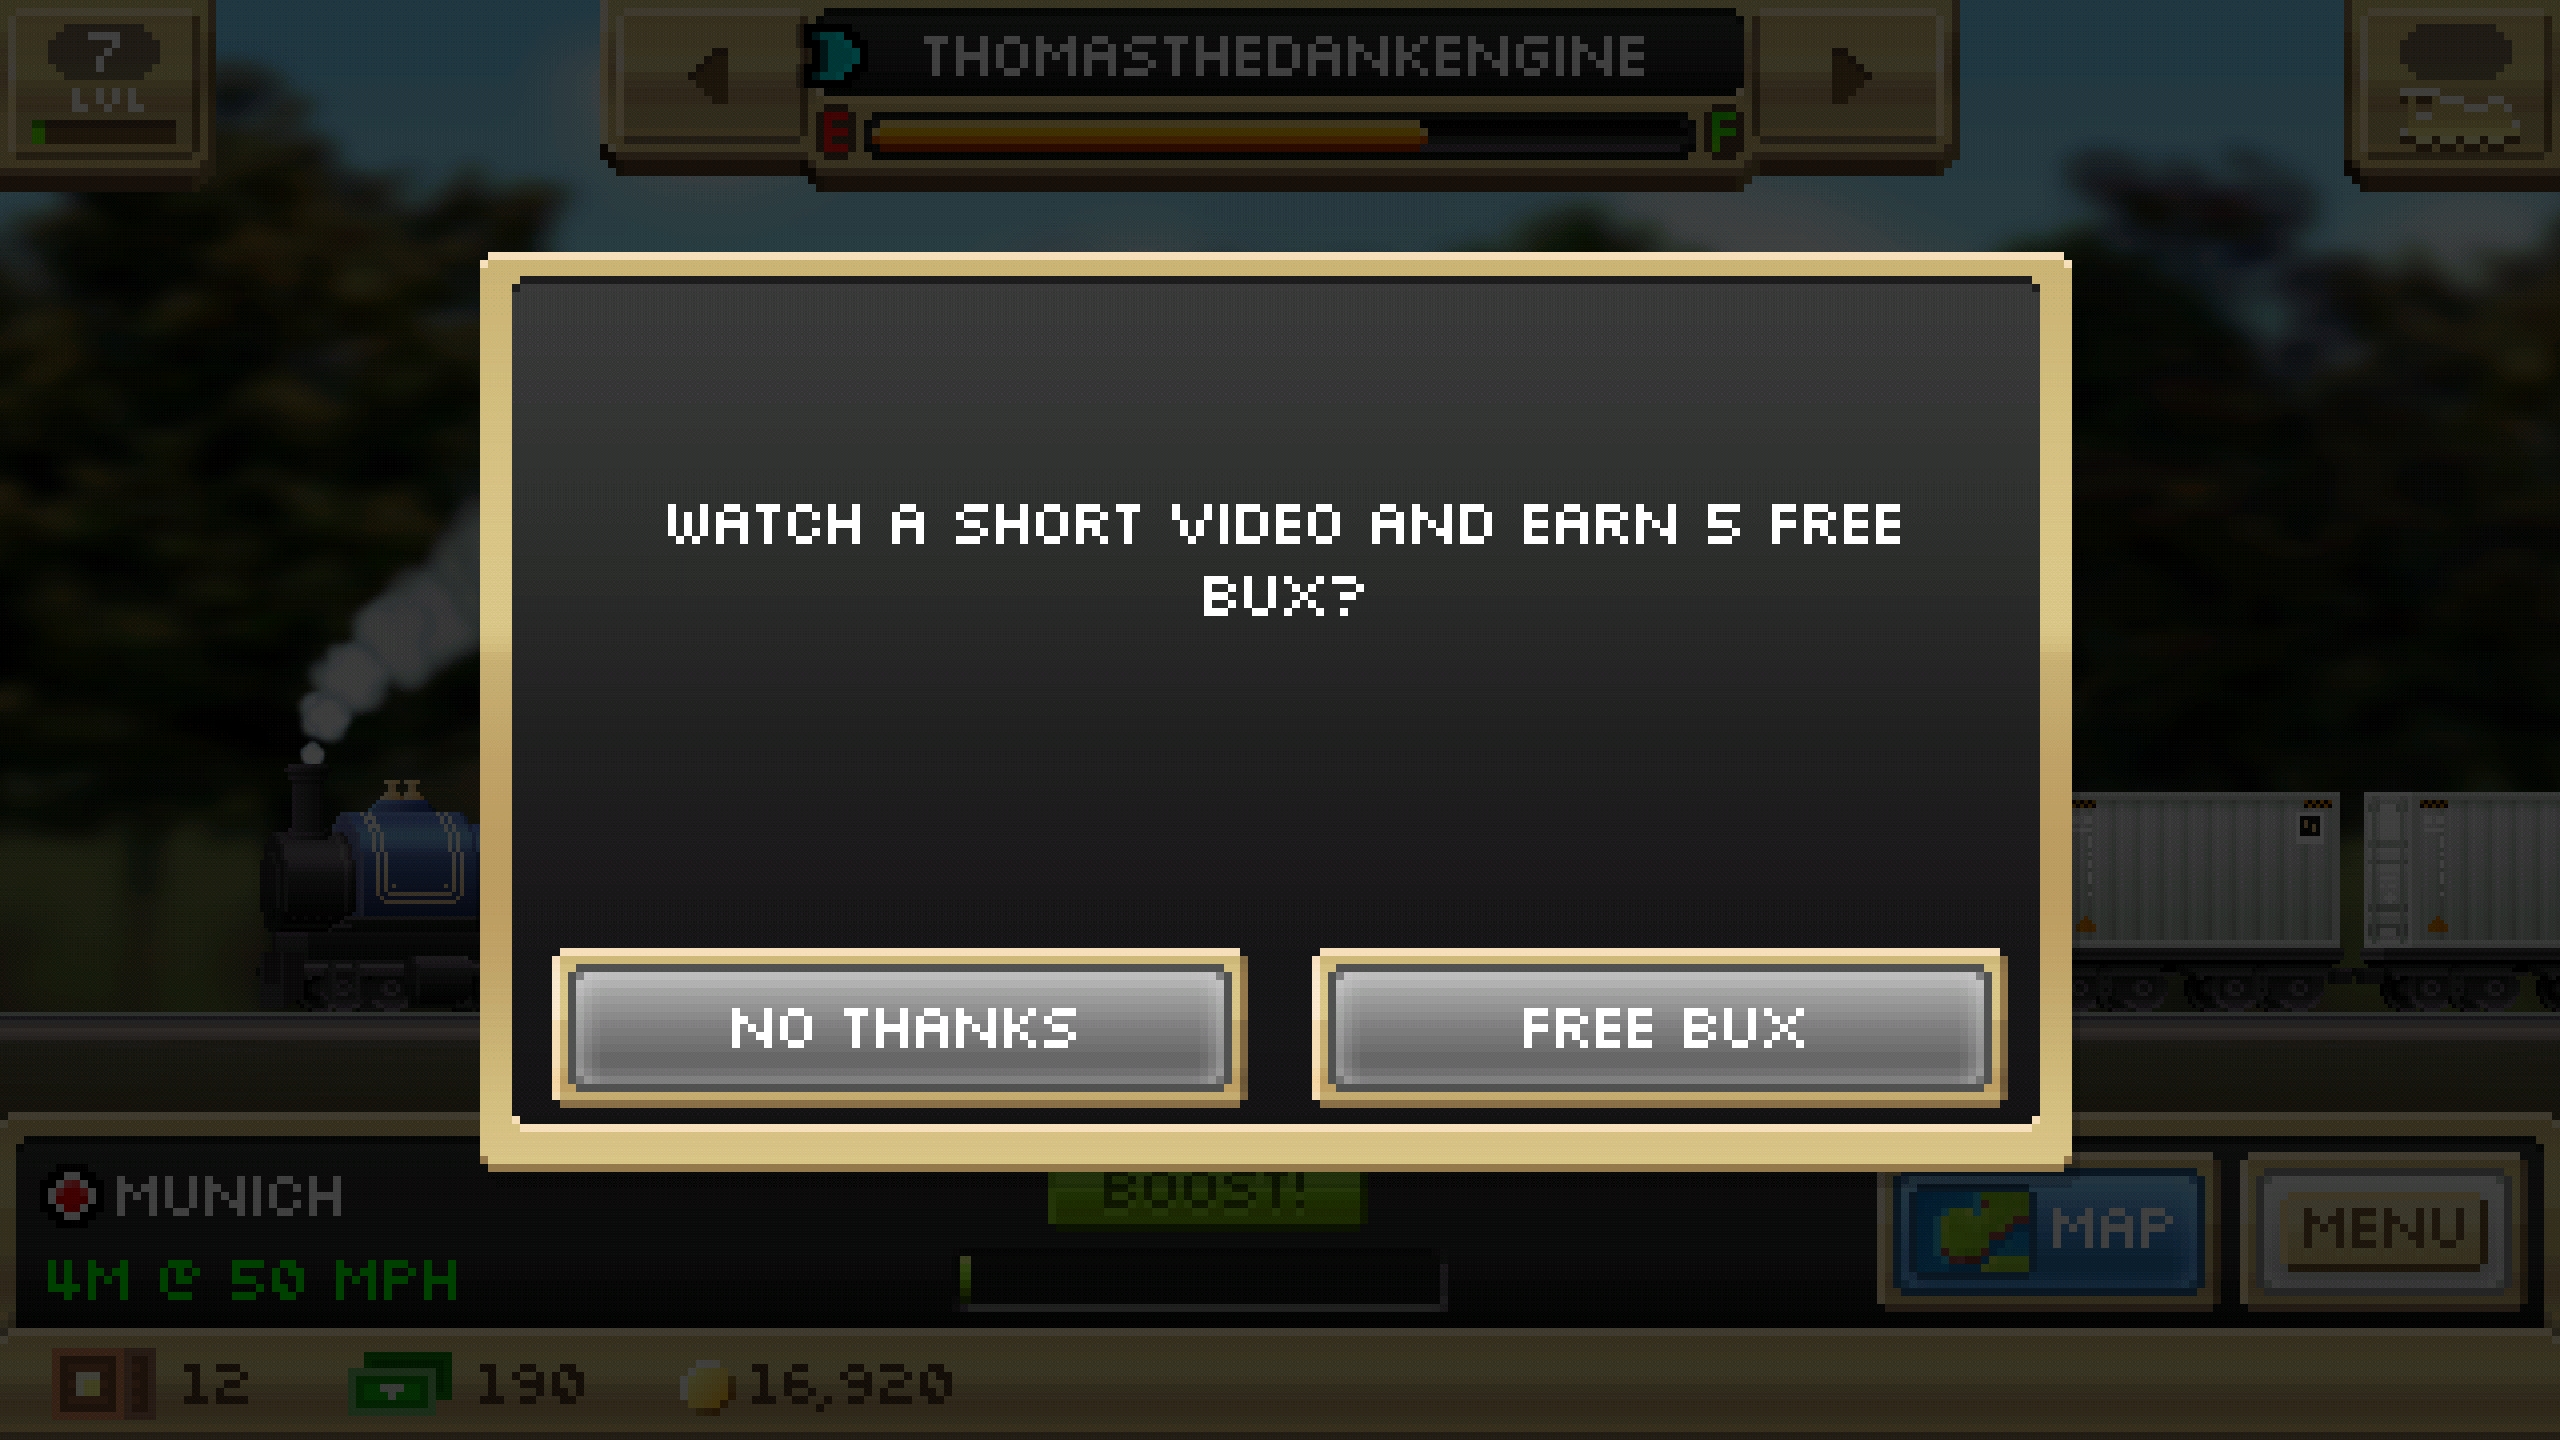 7
LVL
THOMASTHEDANKENGINE
E
F
WATCH A SHORT VIDEO AND EARN 5 FREE
BUX?
NO THANKS
FREE BUX
MUNICH
4M @ 50 MPH
BOOST!
MAP
MENU
12
190
16,920